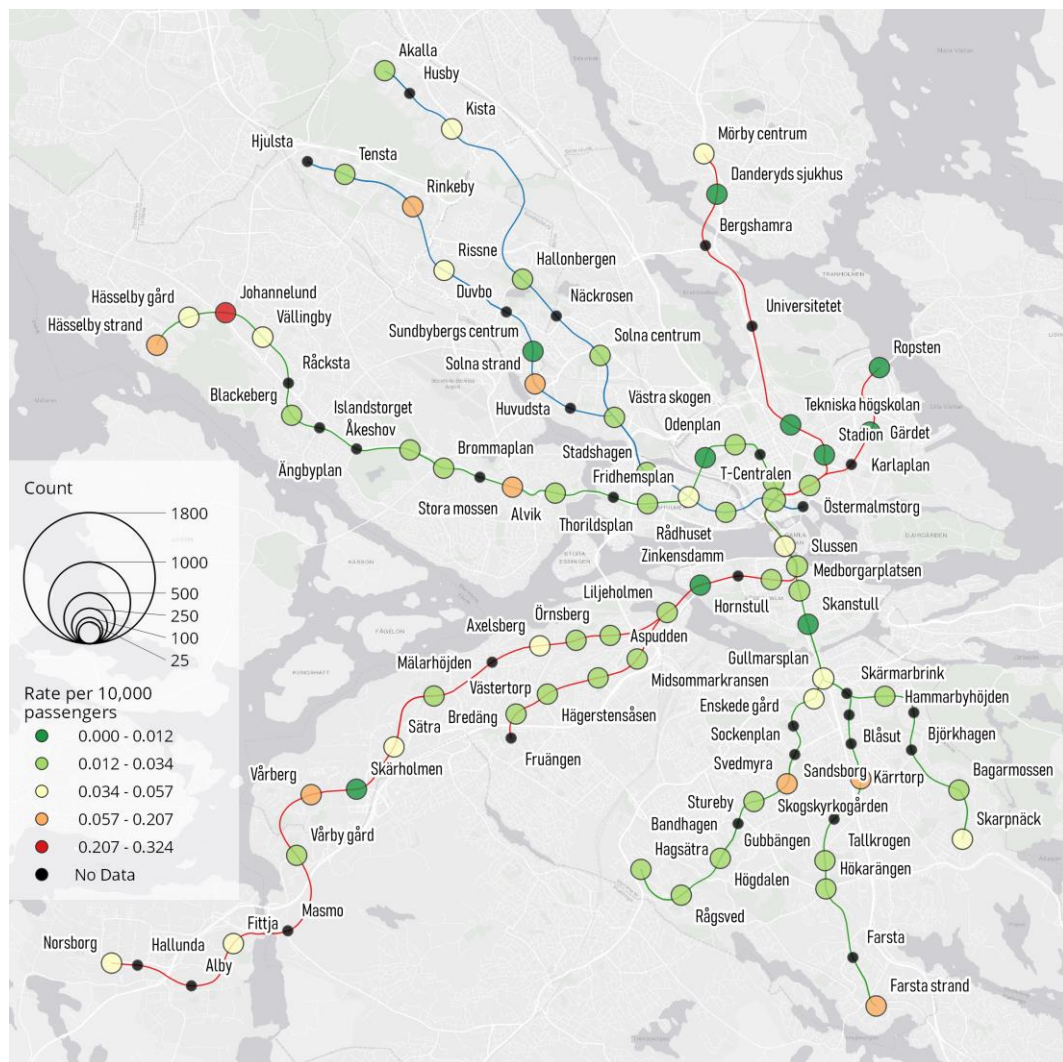 Akalla
Husby
Kista
Hjulsta
Tensta
Rinkeby
Mörby centrum
Danderyds sjukhus
Bergshamra
Rissne
Hallonbergen
Duvbo
Näckrosen
Universitetet
Hässelby gård
Johannelund
Hässelby strand
Vällingby
Sundbybergs centrum
Solna centrum
Ropsten
Råcksta
Solna strand
Blackeberg
Islandstorget
Huvudsta
Västra skogen
Tekniska högskolan
Åkeshov
Odenplan
Stadion
Gärdet
Ängbyplan
Brommaplan
Stadshagen
Karlaplan
Fridhemsplan
T-Centralen
Stora mossen
Alvik
Östermalmstorg
Thorildsplan
Rådhuset
Slussen
Zinkensdamm
Medborgarplatsen
Liljeholmen
Hornstull
Skanstull
Örnsberg
Axelsberg
Aspudden
Mälarhöjden
Gullmarsplan
Skärmarbrink
Västertorp
Midsommarkransen
Enskede gård
Hammarbyhöjden
Sätra
Bredäng
Hägerstensåsen
Sockenplan
Blåsut
Björkhagen
Fruängen
Svedmyra
Sandsborg
Kärrtorp
Bagarmossen
Vårberg
Skärholmen
Stureby
Skogskyrkogården
Skarpnäck
Vårby gård
Bandhagen
Gubbängen
Tallkrogen
Hagsätra
Högdalen
Hökarängen
Rågsved
Masmo
Fittja
Norsborg
Hallunda
Alby
Farsta
Farsta strand
Count
1800
1000
500
250
100
25
Rate per 10,000
passengers
0.000 - 0.012
0.012 - 0.034
0.034 - 0.057
0.057 - 0.207
0.207 - 0.324
No Data